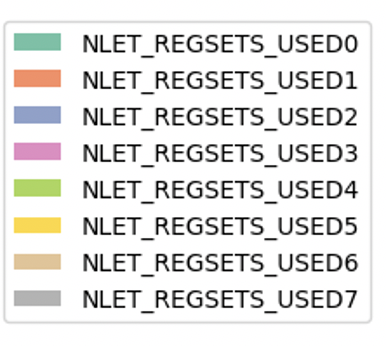 NLET_REGSETS_USED0
NLET_REGSETS_USED1
NLET_REGSETS_USED2
NLET_REGSETS_USED3
NLET_REGSETS_USED4
NLET_REGSETS_USED5
NLET_REGSETS_USED6
NLET_REGSETS_USED7